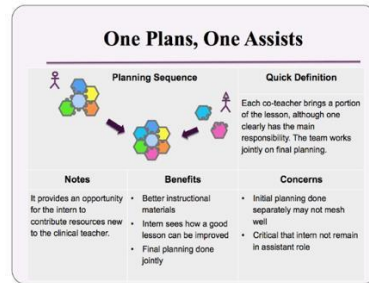 One Plans, One Assists
Planning Sequence
Quick Definition
Each co-teacher brings a portion
of the lesson, although one
clearly has the main
responsibility. The team works
jointly on final planning.
Notes
It provides an opportunity
for the intern to
contribute resources new
to the clinical teacher.
Benefits
• Better instructional
materials
• Intern sees how a good
lesson can be improved
• Final planning done
jointly
Concerns
• Initial planning done
separately may not mesh
well
• Critical that intern not remain
in assistant role